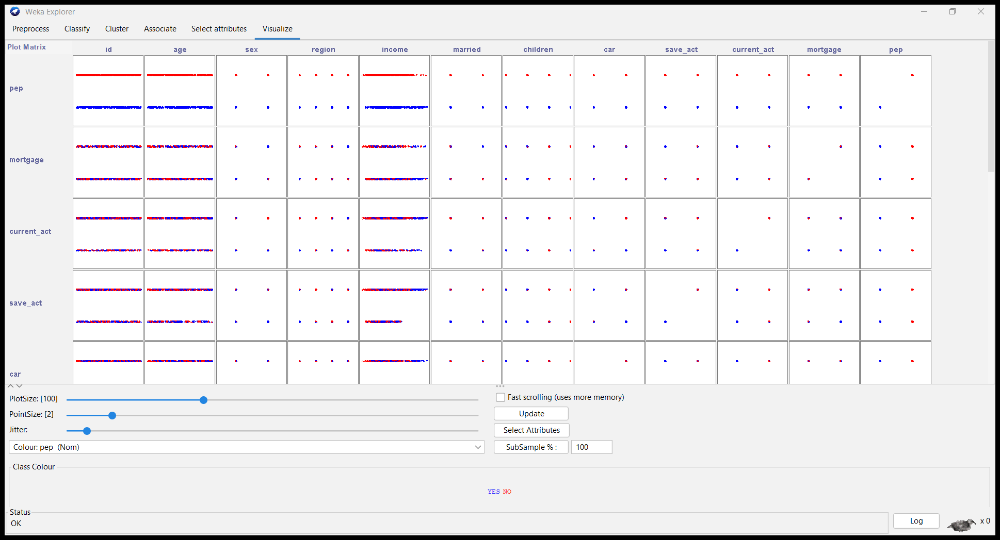 Weka Explorer
Preprocess Classify Cluster Associate Select attributes Visualize
Plot Matrix
id age sex region income married children car save_act current_act mortgage pep
pep
mortgage
current_act
save_act
car
PlotSize: [100]
Fast scrolling (uses more memory)
PointSize: [2]
Update
Jitter:
Select Attributes
Colour: pep (Nom)
SubSample % : 100
Class Colour
YES NO
Status
OK
Log
x 0